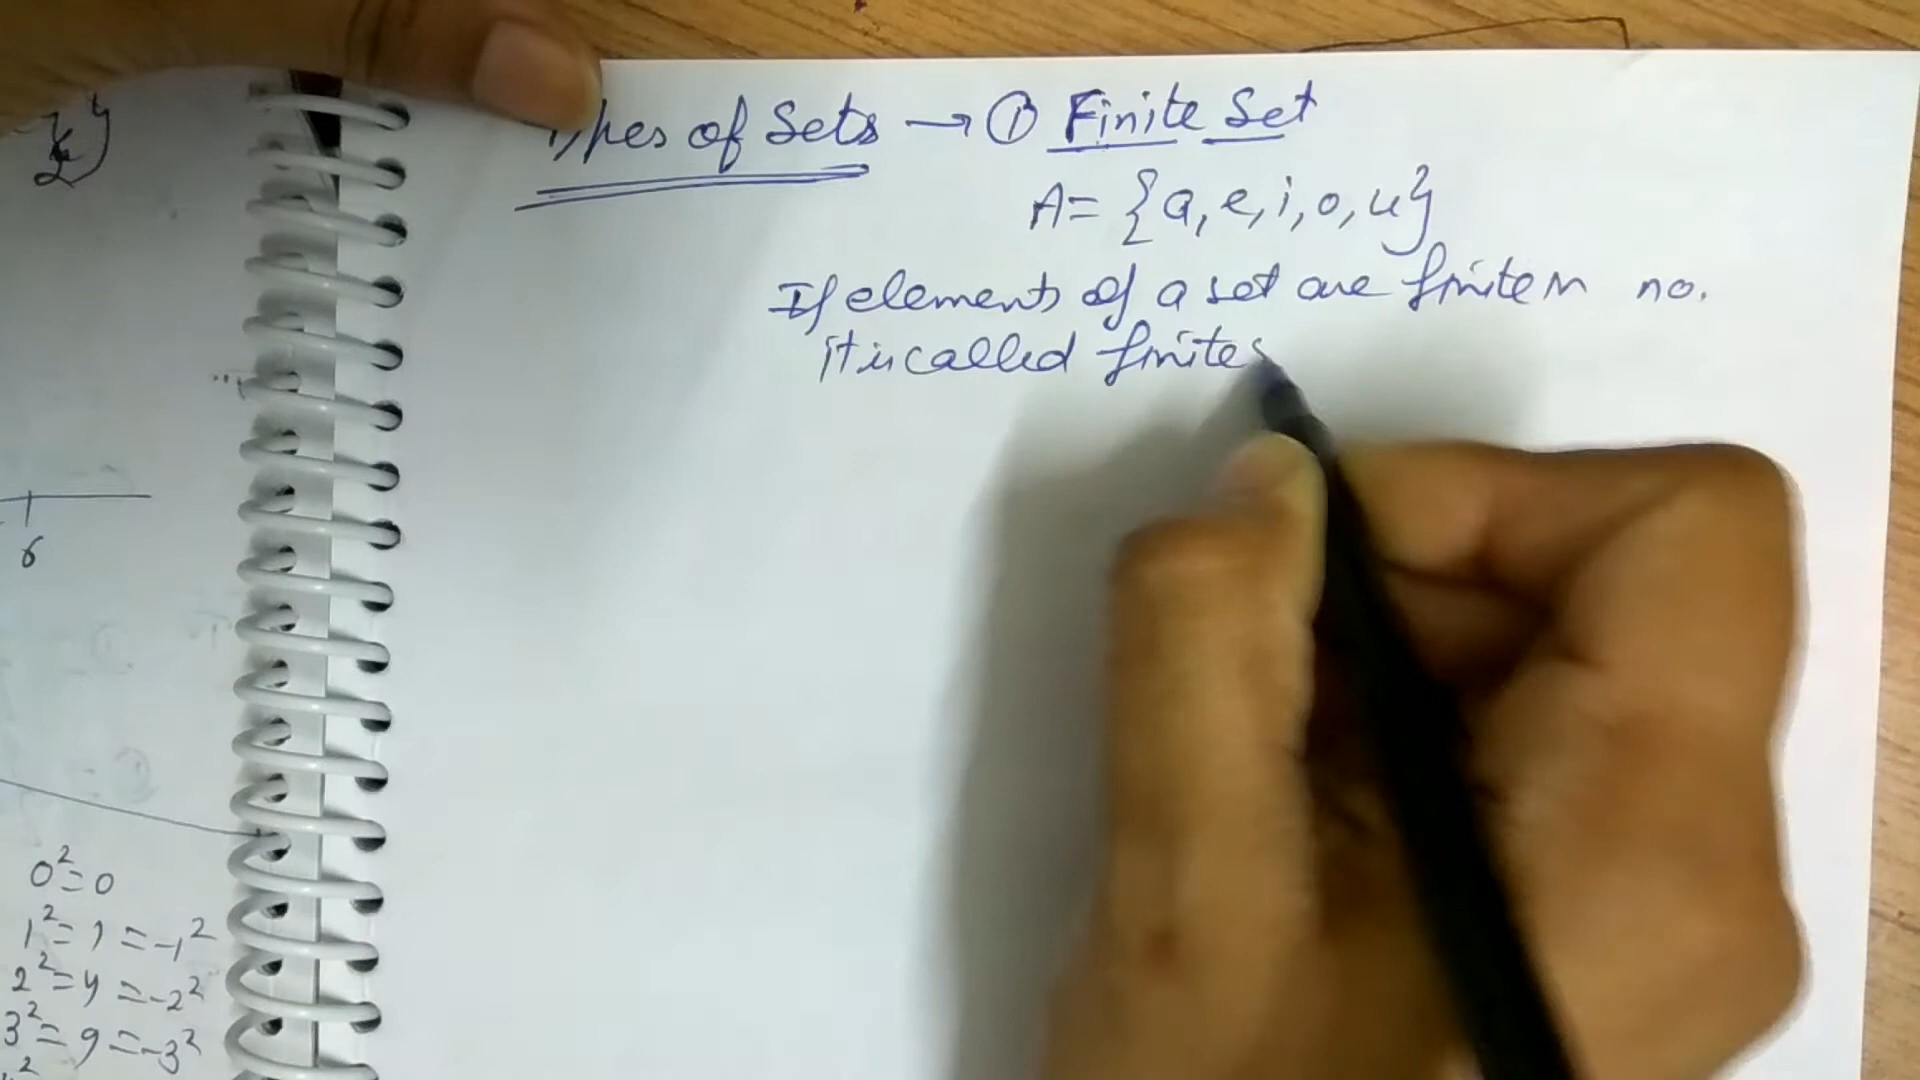 Types of Sets → ① Finite Set
A = {a, e, i, o, u}
If elements of a set are finite in no.
it is called finite s
6
0² = 0
1² = 1 = -1²
2² = 4 = -2²
3² = 9 = -3²